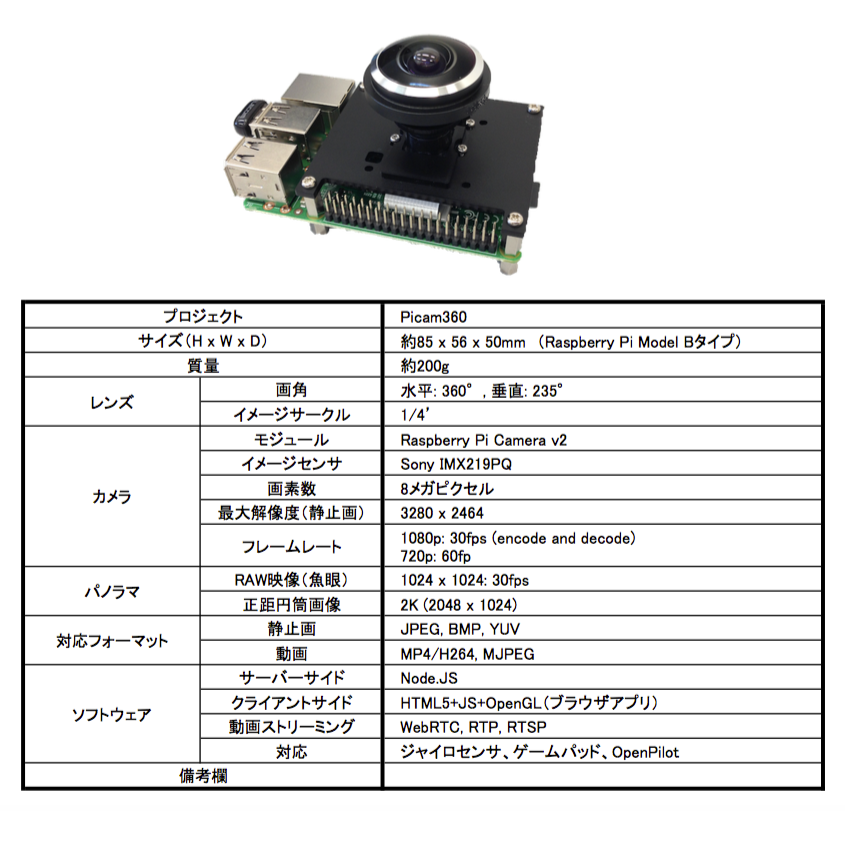 プロジェクト Picam360
サイズ(H x W x D) 約85 x 56 x 50mm (Raspberry Pi Model Bタイプ)
質量 約200g
レンズ 画角 水平: 360° , 垂直: 235°
イメージサークル 1/4’
カメラ モジュール Raspberry Pi Camera v2
イメージセンサ Sony IMX219PQ
画素数 8メガピクセル
最大解像度(静止画) 3280 x 2464
フレームレート 1080p: 30fps (encode and decode)
720p: 60fp
パノラマ RAW映像(魚眼) 1024 x 1024: 30fps
正距円筒画像 2K (2048 x 1024)
対応フォーマット 静止画 JPEG, BMP, YUV
動画 MP4/H264, MJPEG
ソフトウェア サーバーサイド Node.JS
クライアントサイド HTML5+JS+OpenGL(ブラウザアプリ)
動画ストリーミング WebRTC, RTP, RTSP
対応 ジャイロセンサ、ゲームパッド、OpenPilot
備考欄